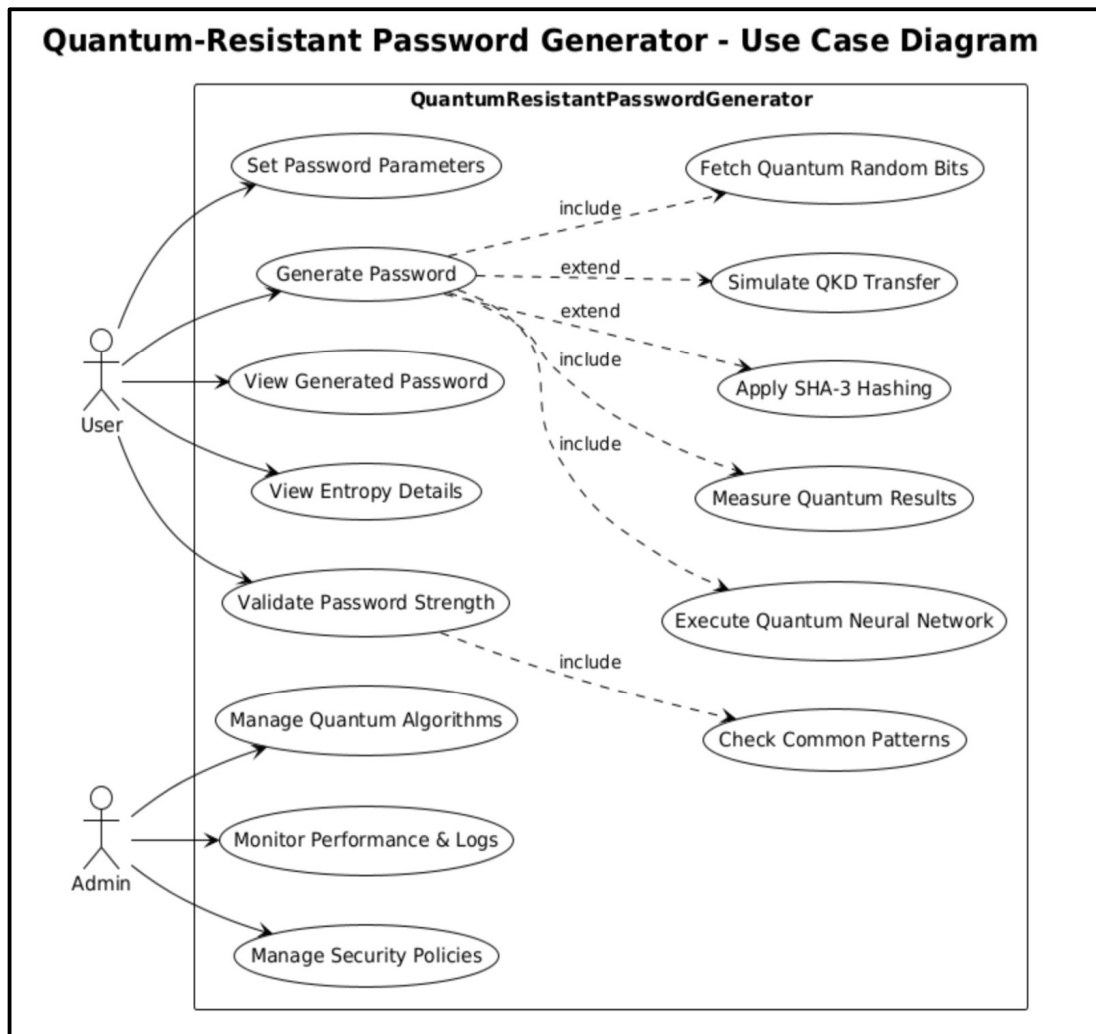 Quantum-Resistant Password Generator - Use Case Diagram
QuantumResistantPasswordGenerator
Set Password Parameters
Fetch Quantum Random Bits
include
Generate Password
extend
Simulate QKD Transfer
extend
include
View Generated Password
Apply SHA-3 Hashing
User
include
View Entropy Details
Measure Quantum Results
Validate Password Strength
Execute Quantum Neural Network
include
Manage Quantum Algorithms
Check Common Patterns
Monitor Performance & Logs
Admin
Manage Security Policies